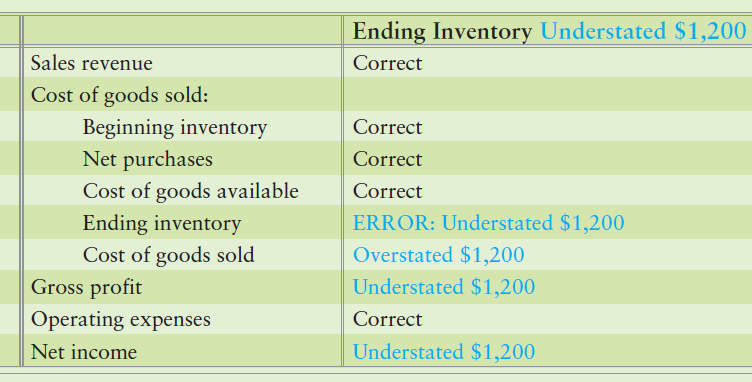 Ending Inventory Understated $1,200
Sales revenue Correct
Cost of goods sold:
Beginning inventory Correct
Net purchases Correct
Cost of goods available Correct
Ending inventory ERROR: Understated $1,200
Cost of goods sold Overstated $1,200
Gross profit Understated $1,200
Operating expenses Correct
Net income Understated $1,200